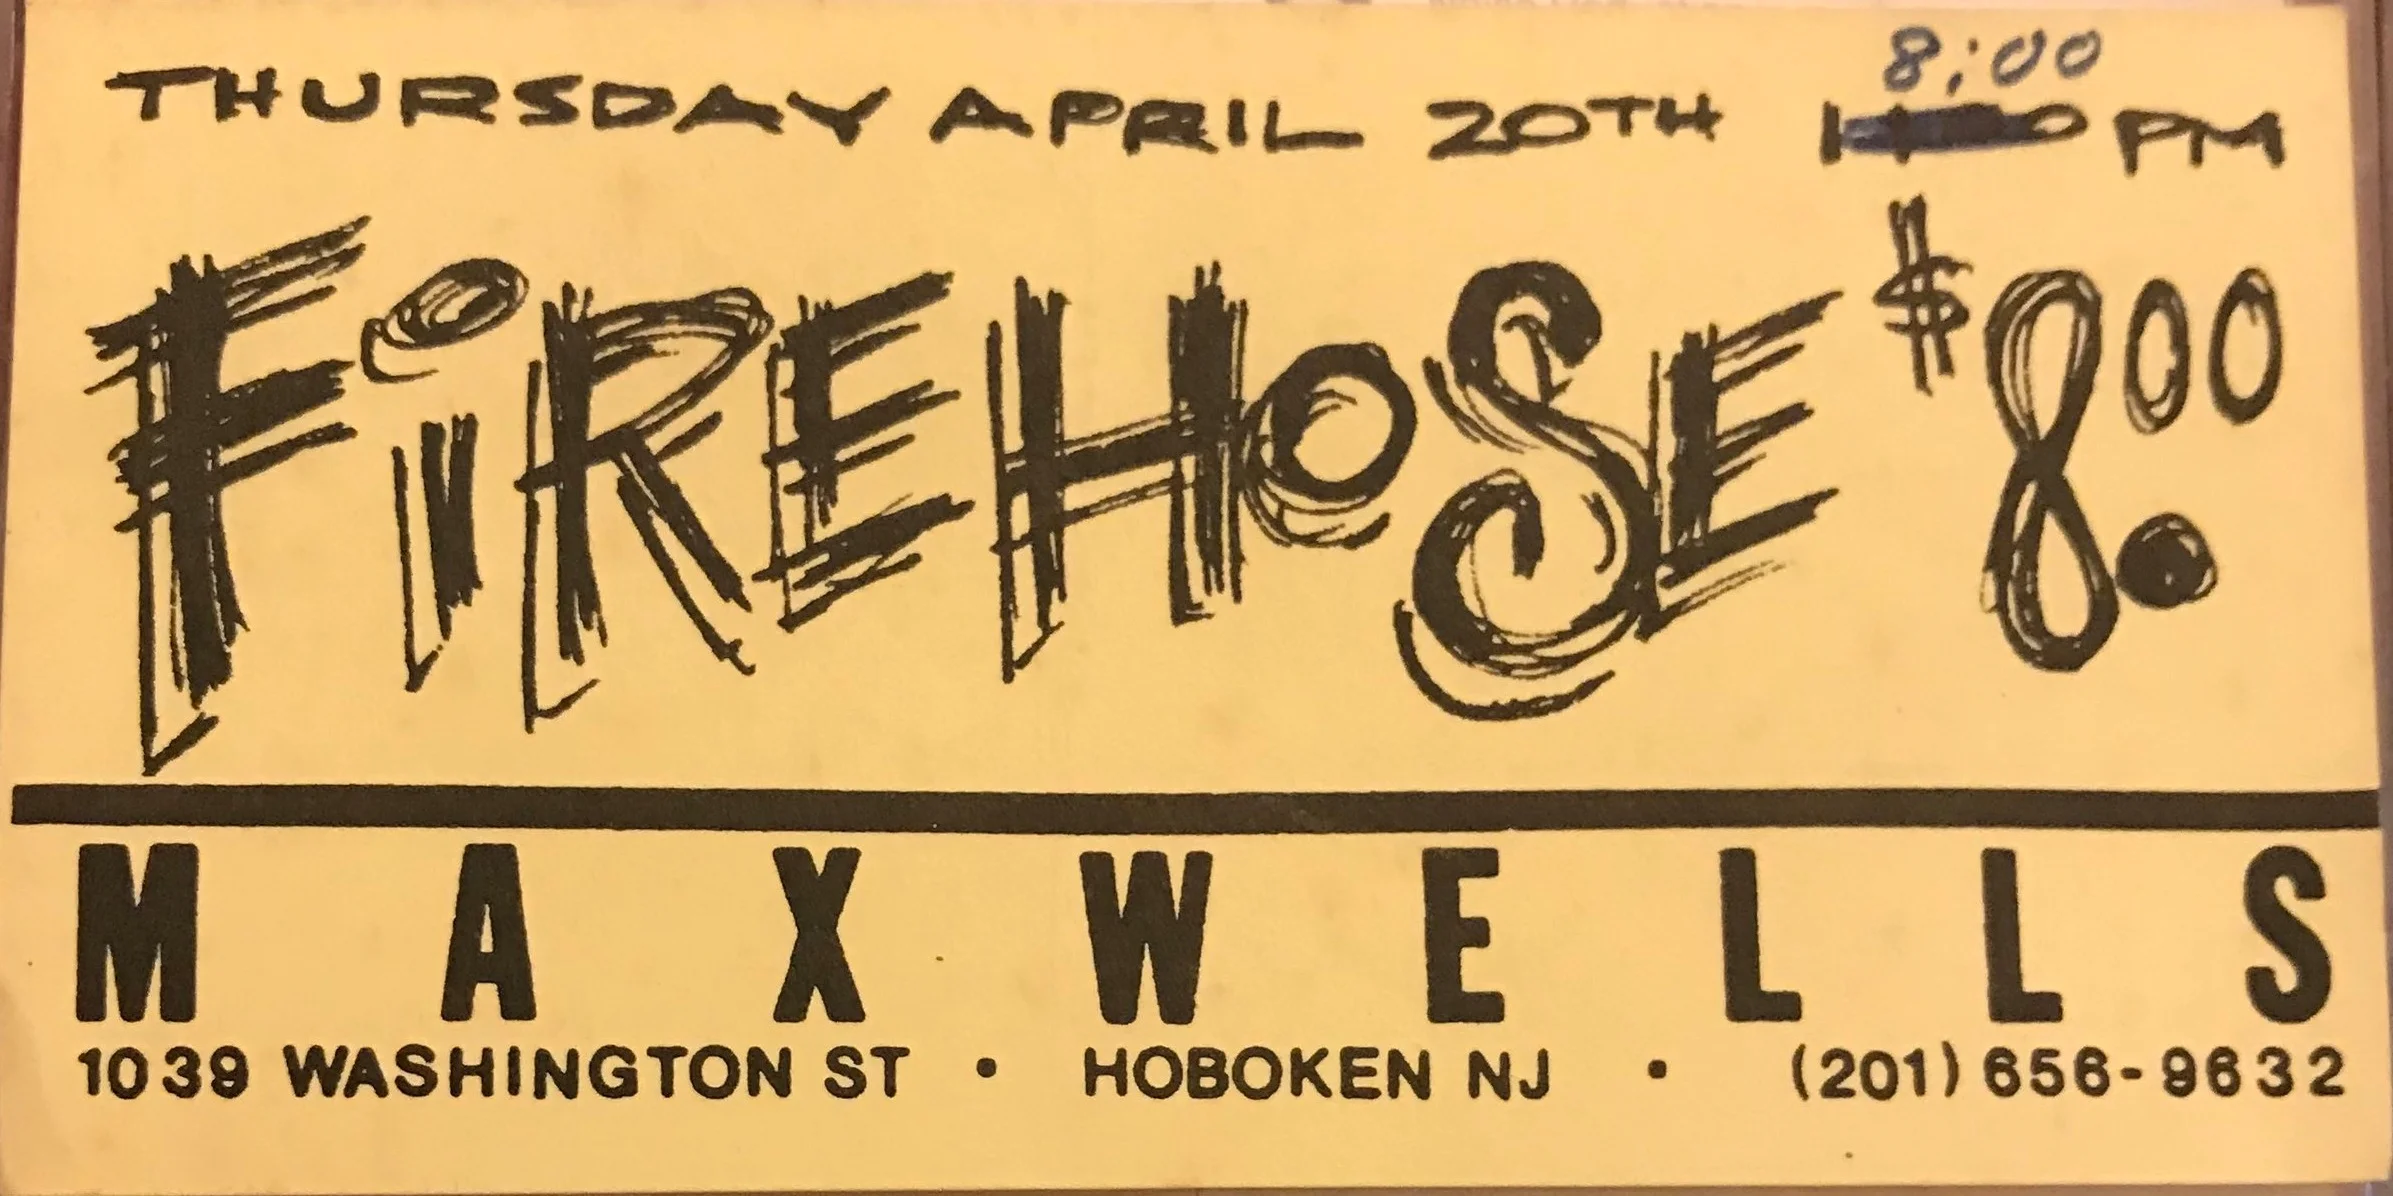 8:00
THURSDAY APRIL 20TH PM
FiREHOSE $8.00
MAXWELLS
1039 WASHINGTON ST • HOBOKEN NJ • (201) 656-9632